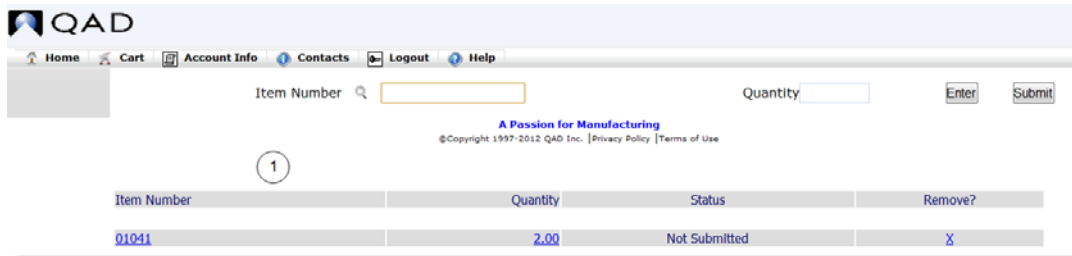 QAD
Home Cart Account Info Contacts Logout Help
Item Number Quantity Enter Submit
A Passion for Manufacturing
©Copyright 1997-2012 QAD Inc. |Privacy Policy |Terms of Use
1
Item Number Quantity Status Remove?
01041 2.00 Not Submitted X